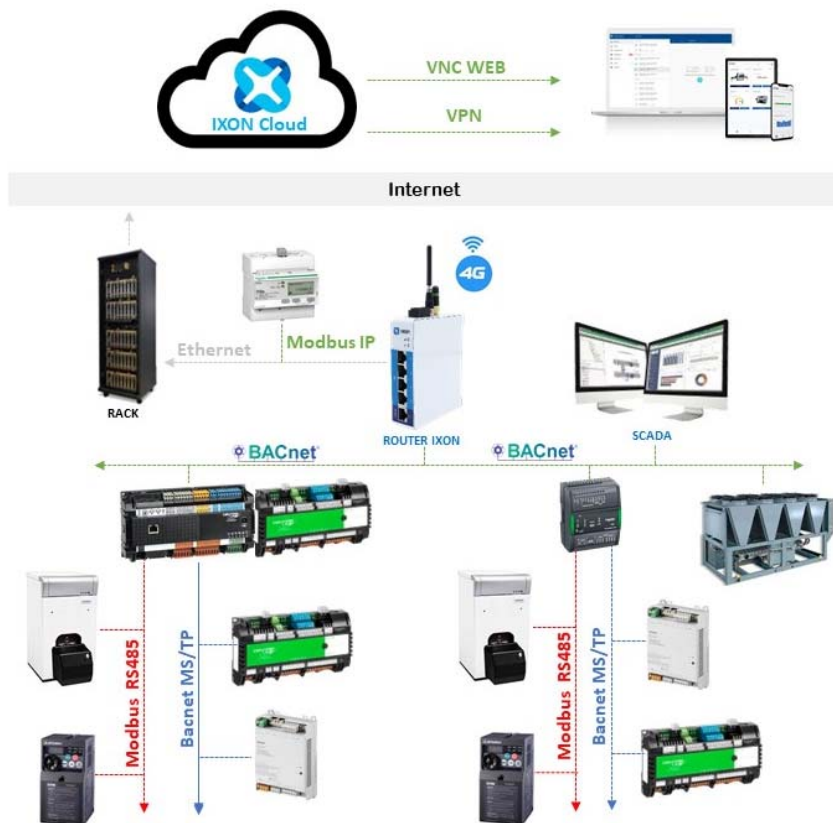 IXON Cloud
VNC WEB
VPN
Internet
4G
Ethernet
Modbus IP
RACK
ROUTER IXON
SCADA
BACnet
BACnet
Modbus RS485
Bacnet MS/TP
Modbus RS485
Bacnet MS/TP